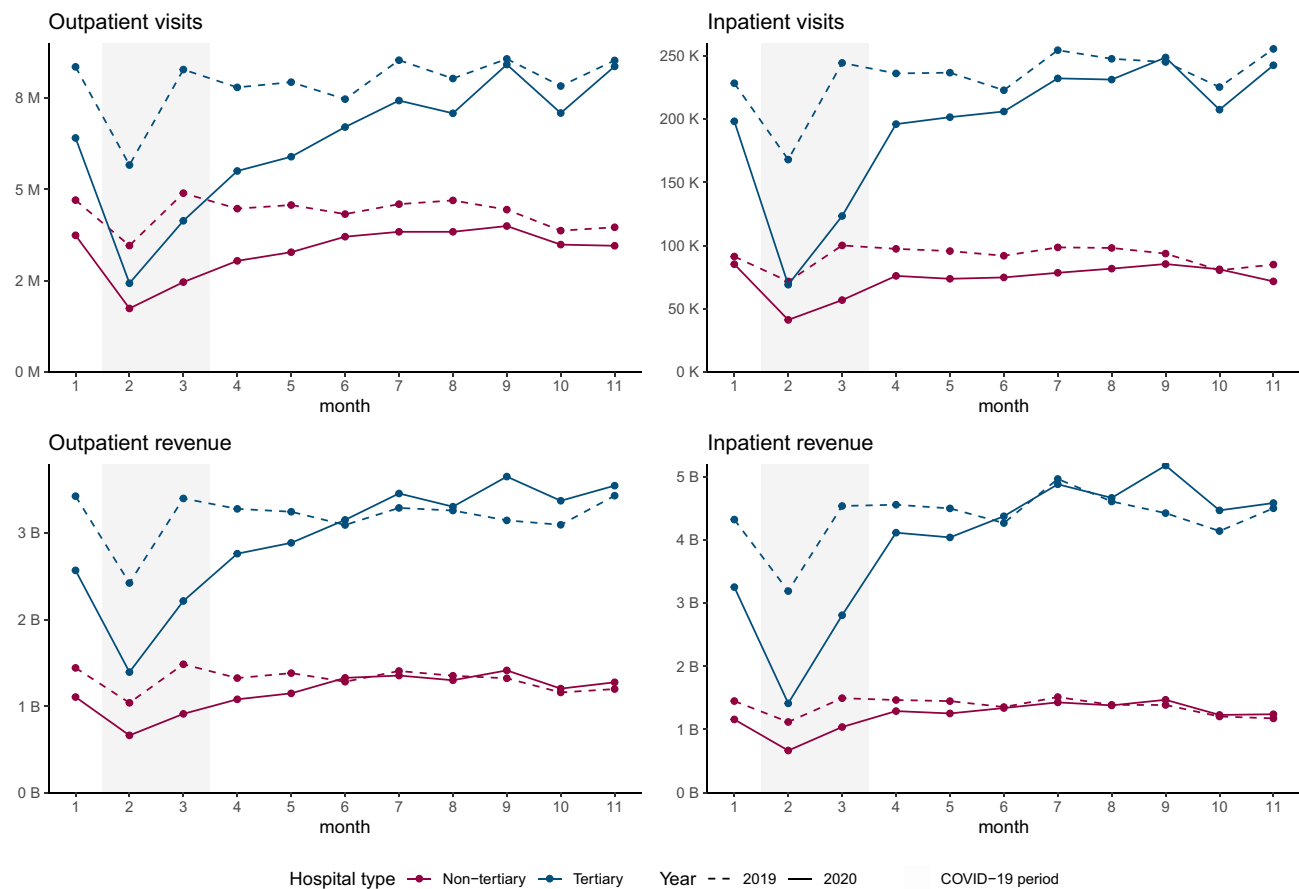 Outpatient visits
8 M
5 M
2 M
0 M
1 2 3 4 5 6 7 8 9 10 11
month
Inpatient visits
250 K
200 K
150 K
100 K
50 K
0 K
1 2 3 4 5 6 7 8 9 10 11
month
Outpatient revenue
3 B
2 B
1 B
0 B
1 2 3 4 5 6 7 8 9 10 11
month
Inpatient revenue
5 B
4 B
3 B
2 B
1 B
0 B
1 2 3 4 5 6 7 8 9 10 11
month
Hospital type Non−tertiary Tertiary Year 2019 2020 COVID−19 period